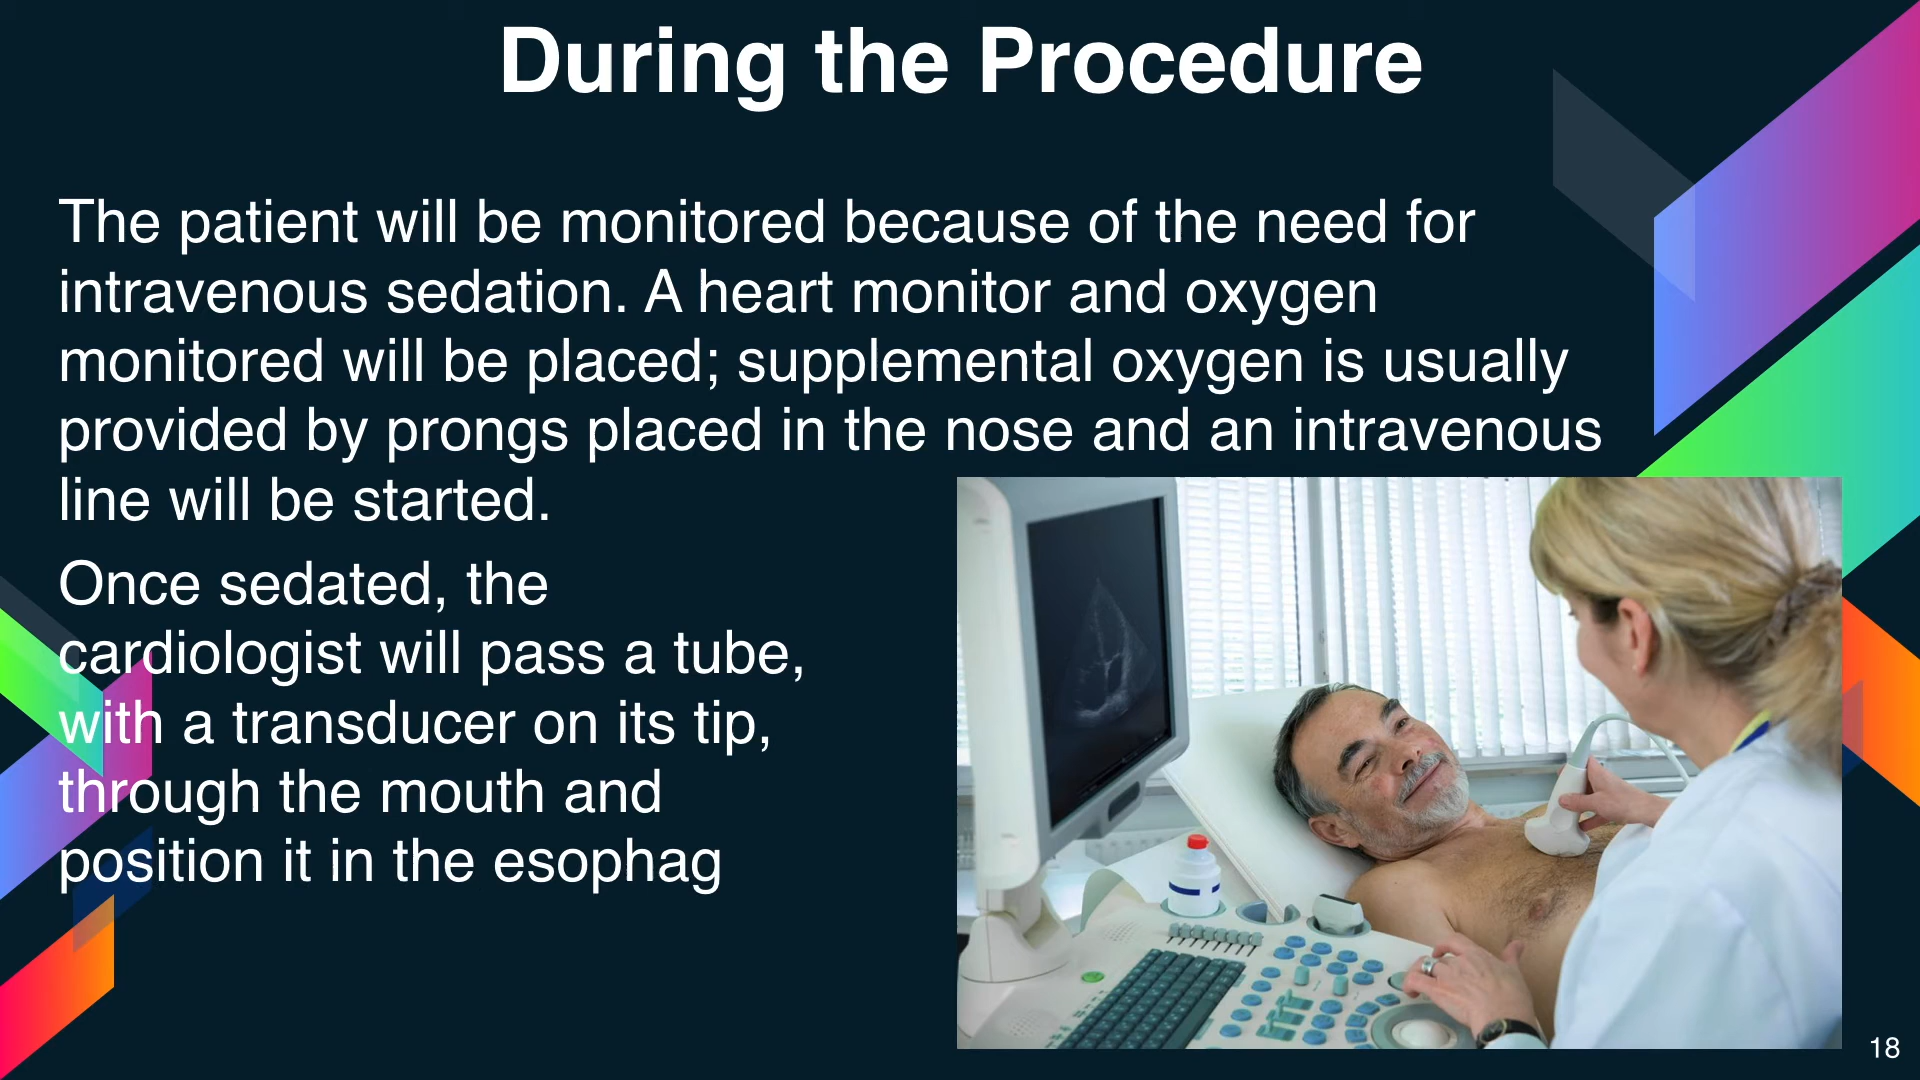 During the Procedure
The patient will be monitored because of the need for
intravenous sedation. A heart monitor and oxygen
monitored will be placed; supplemental oxygen is usually
provided by prongs placed in the nose and an intravenous
line will be started.
Once sedated, the
cardiologist will pass a tube,
with a transducer on its tip,
through the mouth and
position it in the esophag
18